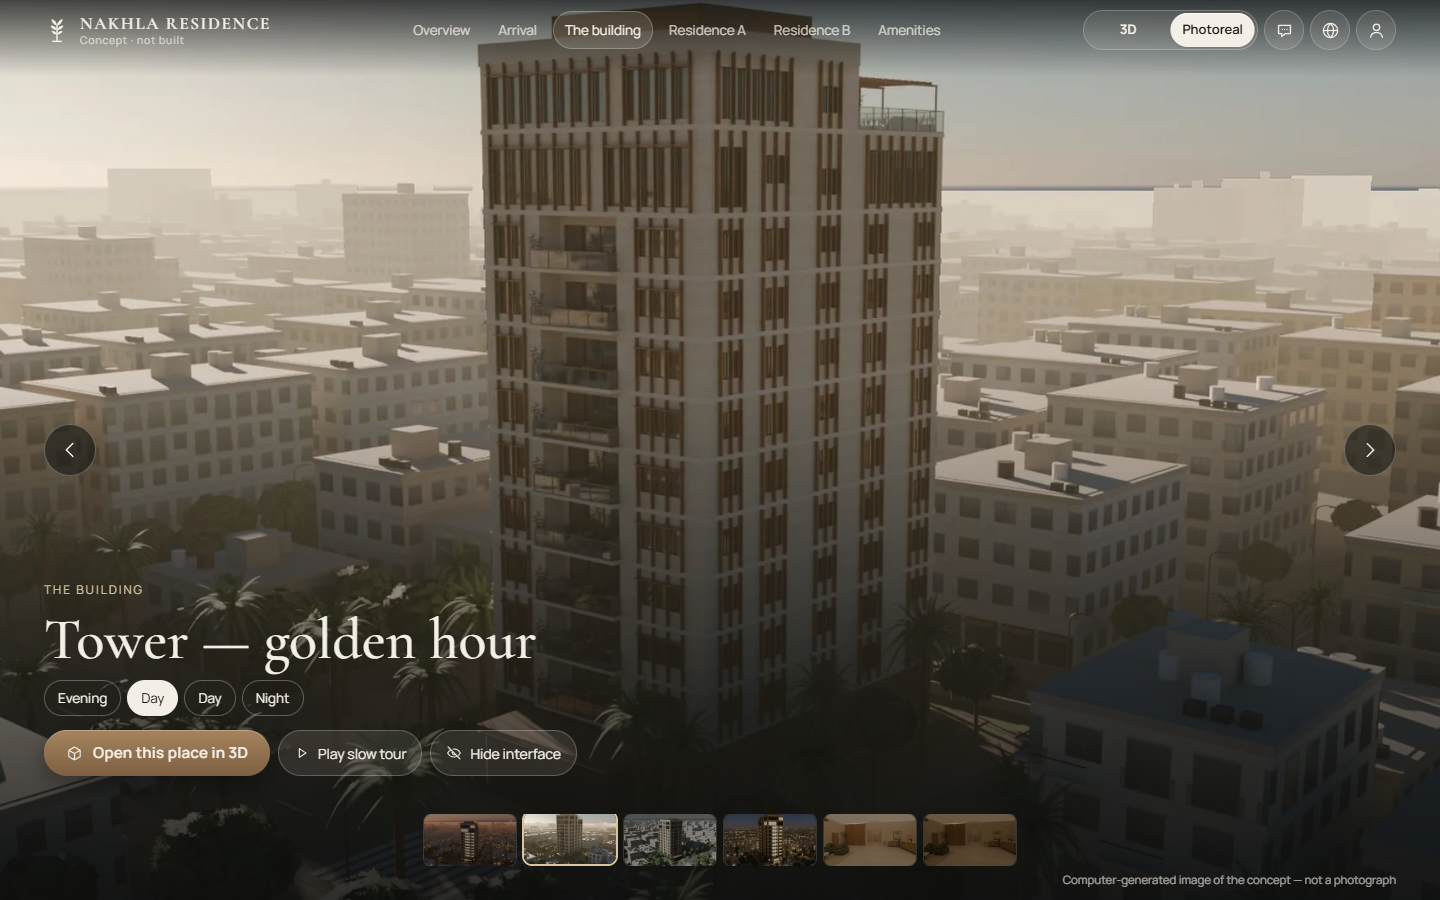 NAKHLA RESIDENCE
Concept · not built
Overview
Arrival
The building
Residence A
Residence B
Amenities
3D
Photoreal
THE BUILDING
Tower — golden hour
Evening
Day
Day
Night
Open this place in 3D
Play slow tour
Hide interface
Computer-generated image of the concept — not a photograph